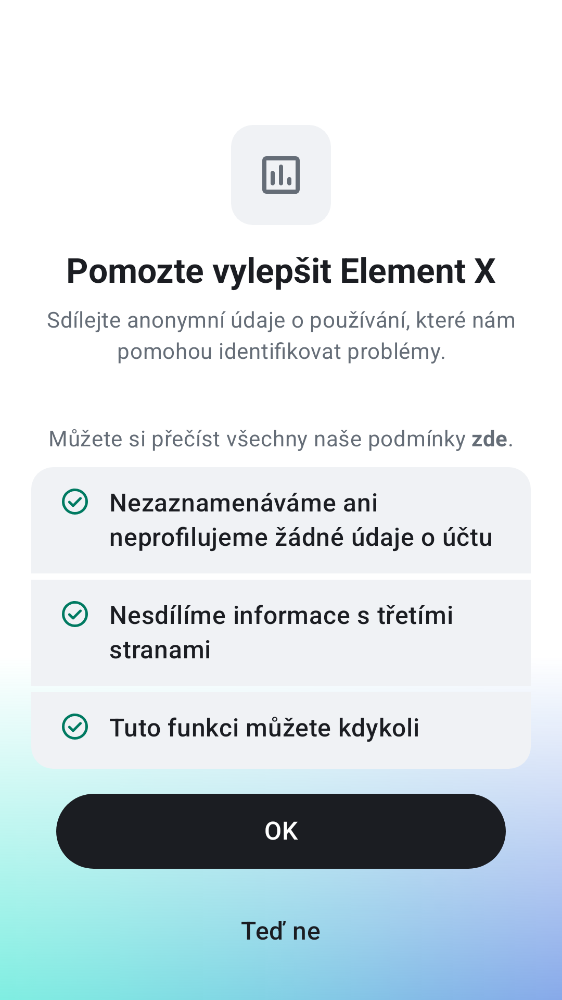 Pomozte vylepšit Element X
Sdílejte anonymní údaje o používání, které nám
pomohou identifikovat problémy.
Můžete si přečíst všechny naše podmínky zde.
Nezaznamenáváme ani
neprofilujeme žádné údaje o účtu
Nesdílíme informace s třetími
stranami
Tuto funkci můžete kdykoli
OK
Teď ne